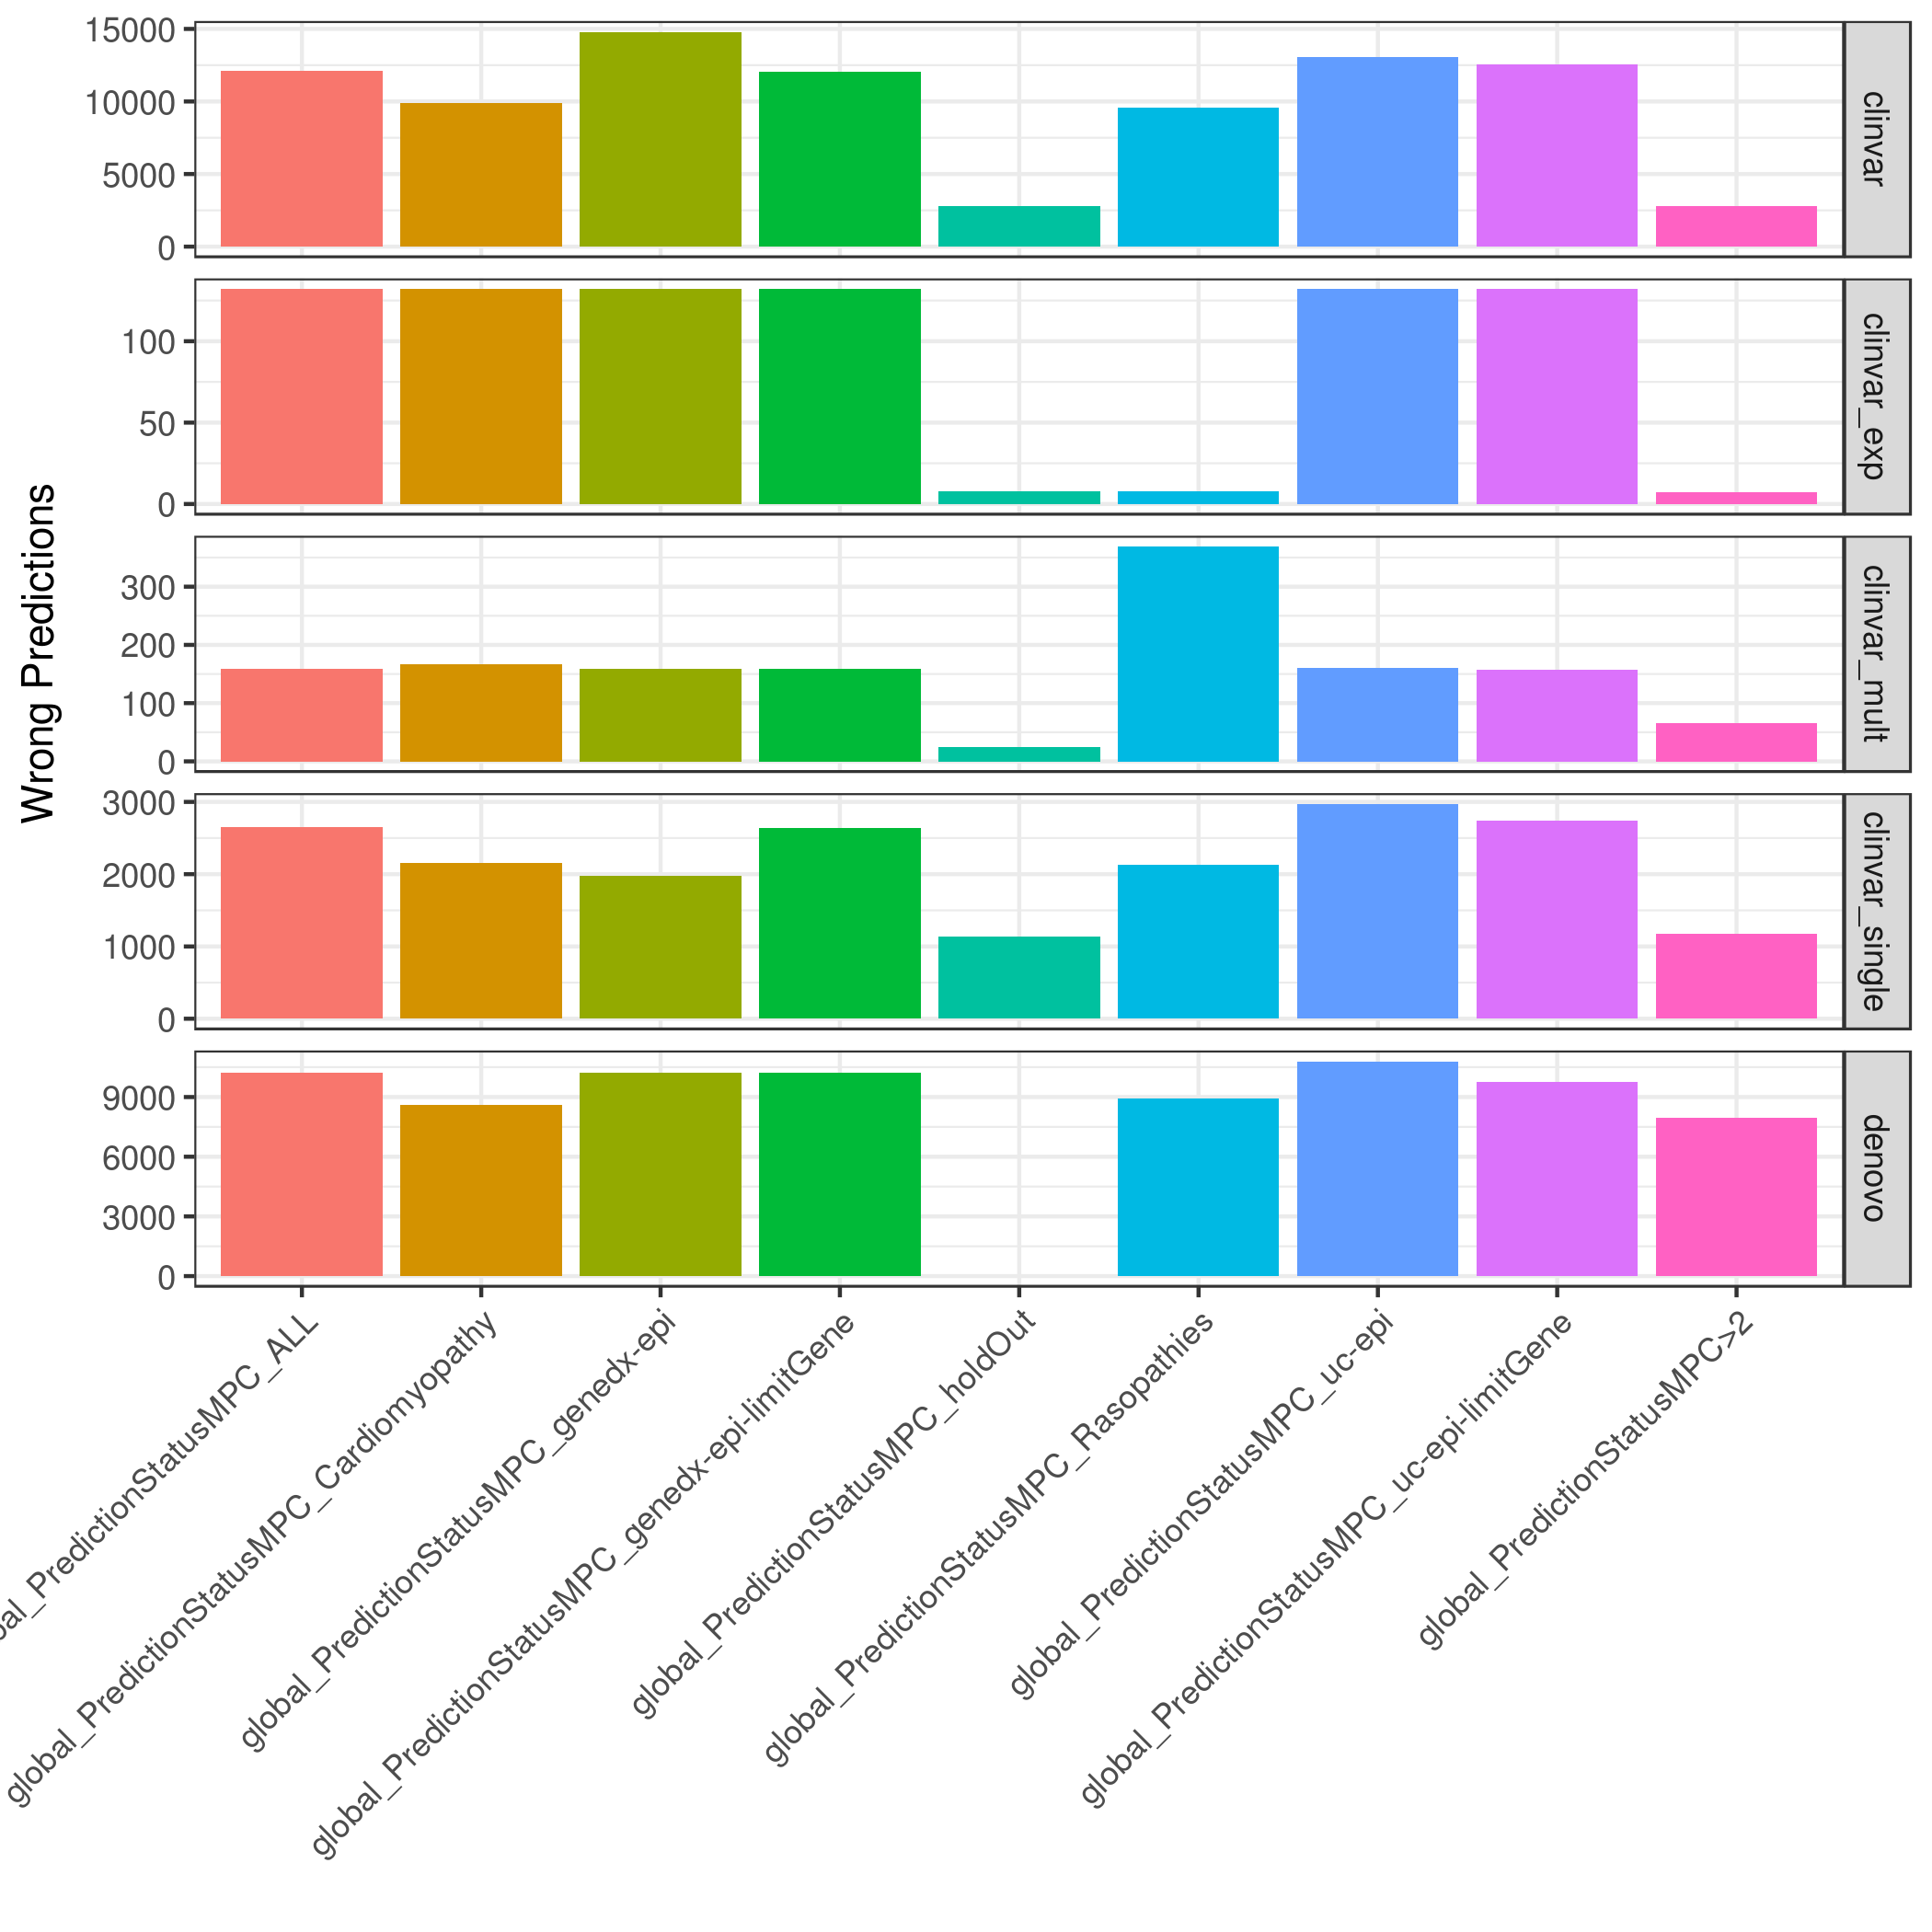 Wrong Predictions
15000
10000
5000
0
clinvar
100
50
0
clinvar_exp
300
200
100
0
clinvar_mult
3000
2000
1000
0
clinvar_single
9000
6000
3000
0
denovo
bal_PredictionStatusMPC_ALL
global_PredictionStatusMPC_Cardiomyopathy
global_PredictionStatusMPC_genedx-epi
global_PredictionStatusMPC_genedx-epi-limitGene
global_PredictionStatusMPC_holdOut
global_PredictionStatusMPC_Rasopathies
global_PredictionStatusMPC_uc-epi
global_PredictionStatusMPC_uc-epi-limitGene
global_PredictionStatusMPC>2